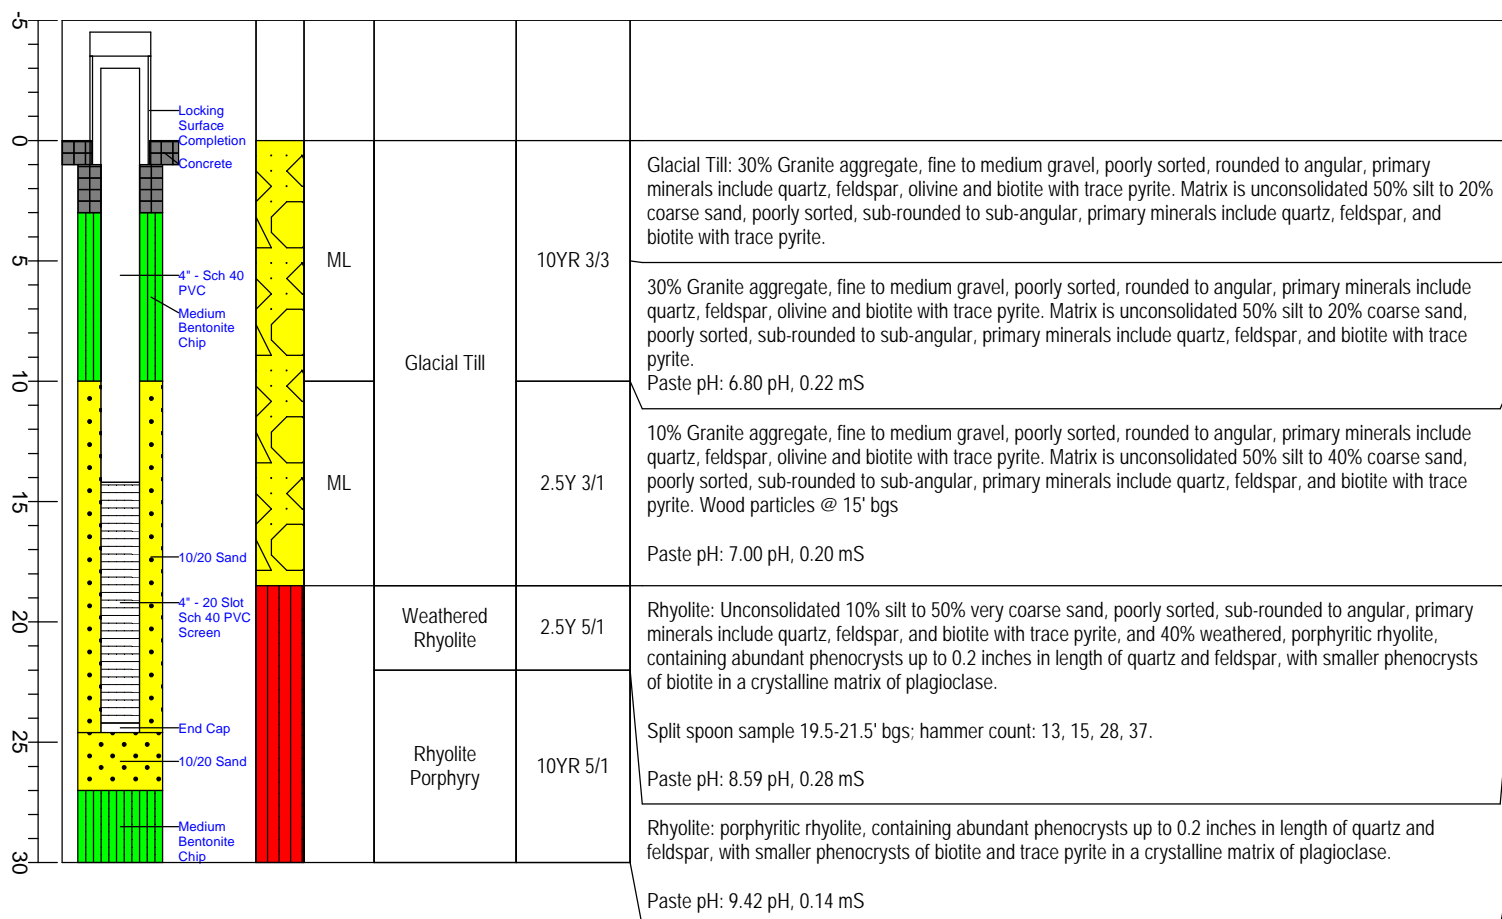 -5
0
5
10
15
20
25
30
Locking
Surface
Completion
Concrete
4" - Sch 40
PVC
Medium
Bentonite
Chip
10/20 Sand
4" - 20 Slot
Sch 40 PVC
Screen
End Cap
10/20 Sand
Medium
Bentonite
Chip
ML
ML
Glacial Till
Weathered
Rhyolite
Rhyolite
Porphyry
10YR 3/3
2.5Y 3/1
2.5Y 5/1
10YR 5/1
Glacial Till: 30% Granite aggregate, fine to medium gravel, poorly sorted, rounded to angular, primary
minerals include quartz, feldspar, olivine and biotite with trace pyrite. Matrix is unconsolidated 50% silt to 20%
coarse sand, poorly sorted, sub-rounded to sub-angular, primary minerals include quartz, feldspar, and
biotite with trace pyrite.
30% Granite aggregate, fine to medium gravel, poorly sorted, rounded to angular, primary minerals include
quartz, feldspar, olivine and biotite with trace pyrite. Matrix is unconsolidated 50% silt to 20% coarse sand,
poorly sorted, sub-rounded to sub-angular, primary minerals include quartz, feldspar, and biotite with trace
pyrite.
Paste pH: 6.80 pH, 0.22 mS
10% Granite aggregate, fine to medium gravel, poorly sorted, rounded to angular, primary minerals include
quartz, feldspar, olivine and biotite with trace pyrite. Matrix is unconsolidated 50% silt to 40% coarse sand,
poorly sorted, sub-rounded to sub-angular, primary minerals include quartz, feldspar, and biotite with trace
pyrite. Wood particles @ 15' bgs
Paste pH: 7.00 pH, 0.20 mS
Rhyolite: Unconsolidated 10% silt to 50% very coarse sand, poorly sorted, sub-rounded to angular, primary
minerals include quartz, feldspar, and biotite with trace pyrite, and 40% weathered, porphyritic rhyolite,
containing abundant phenocrysts up to 0.2 inches in length of quartz and feldspar, with smaller phenocrysts
of biotite in a crystalline matrix of plagioclase.
Split spoon sample 19.5-21.5' bgs; hammer count: 13, 15, 28, 37.
Paste pH: 8.59 pH, 0.28 mS
Rhyolite: porphyritic rhyolite, containing abundant phenocrysts up to 0.2 inches in length of quartz and
feldspar, with smaller phenocrysts of biotite and trace pyrite in a crystalline matrix of plagioclase.
Paste pH: 9.42 pH, 0.14 mS